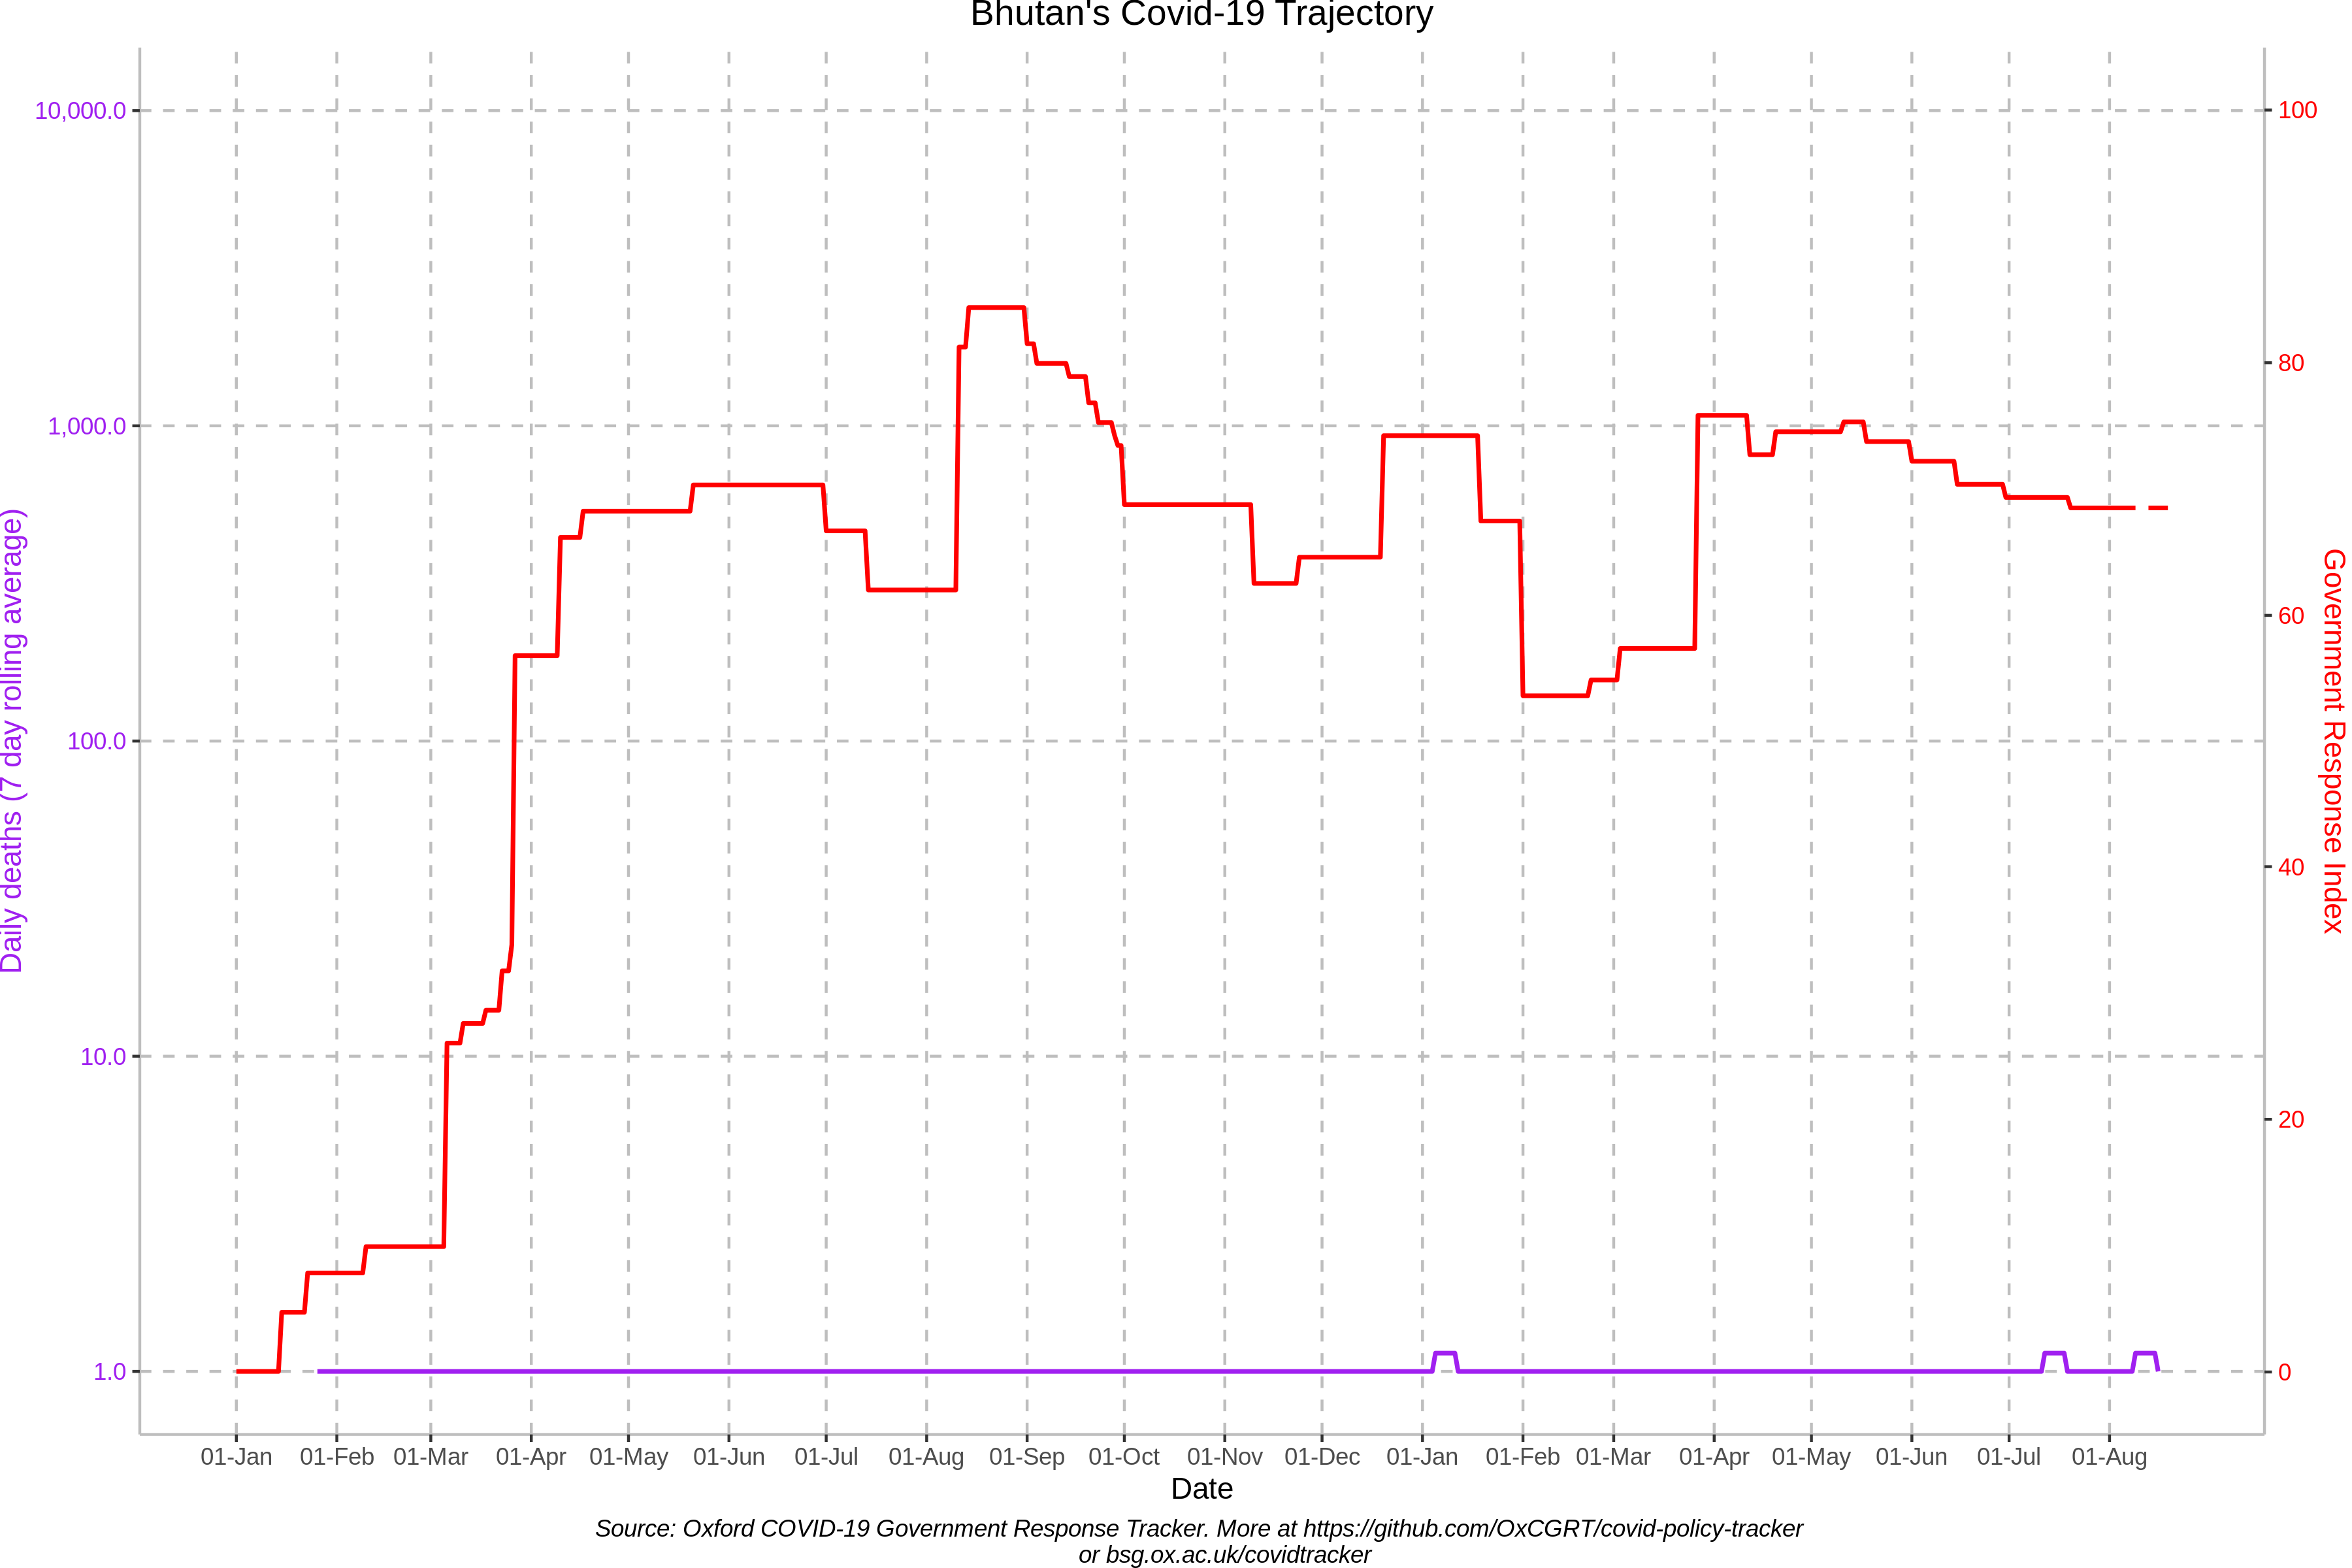 Bhutan's Covid-19 Trajectory
Daily deaths (7 day rolling average)
10,000.0
1,000.0
100.0
10.0
1.0
100
80
60
40
20
0
Government Response Index
01-Jan 01-Feb 01-Mar 01-Apr 01-May 01-Jun 01-Jul 01-Aug 01-Sep 01-Oct 01-Nov 01-Dec 01-Jan 01-Feb 01-Mar 01-Apr 01-May 01-Jun 01-Jul 01-Aug
Date
Source: Oxford COVID-19 Government Response Tracker. More at https://github.com/OxCGRT/covid-policy-tracker
or bsg.ox.ac.uk/covidtracker